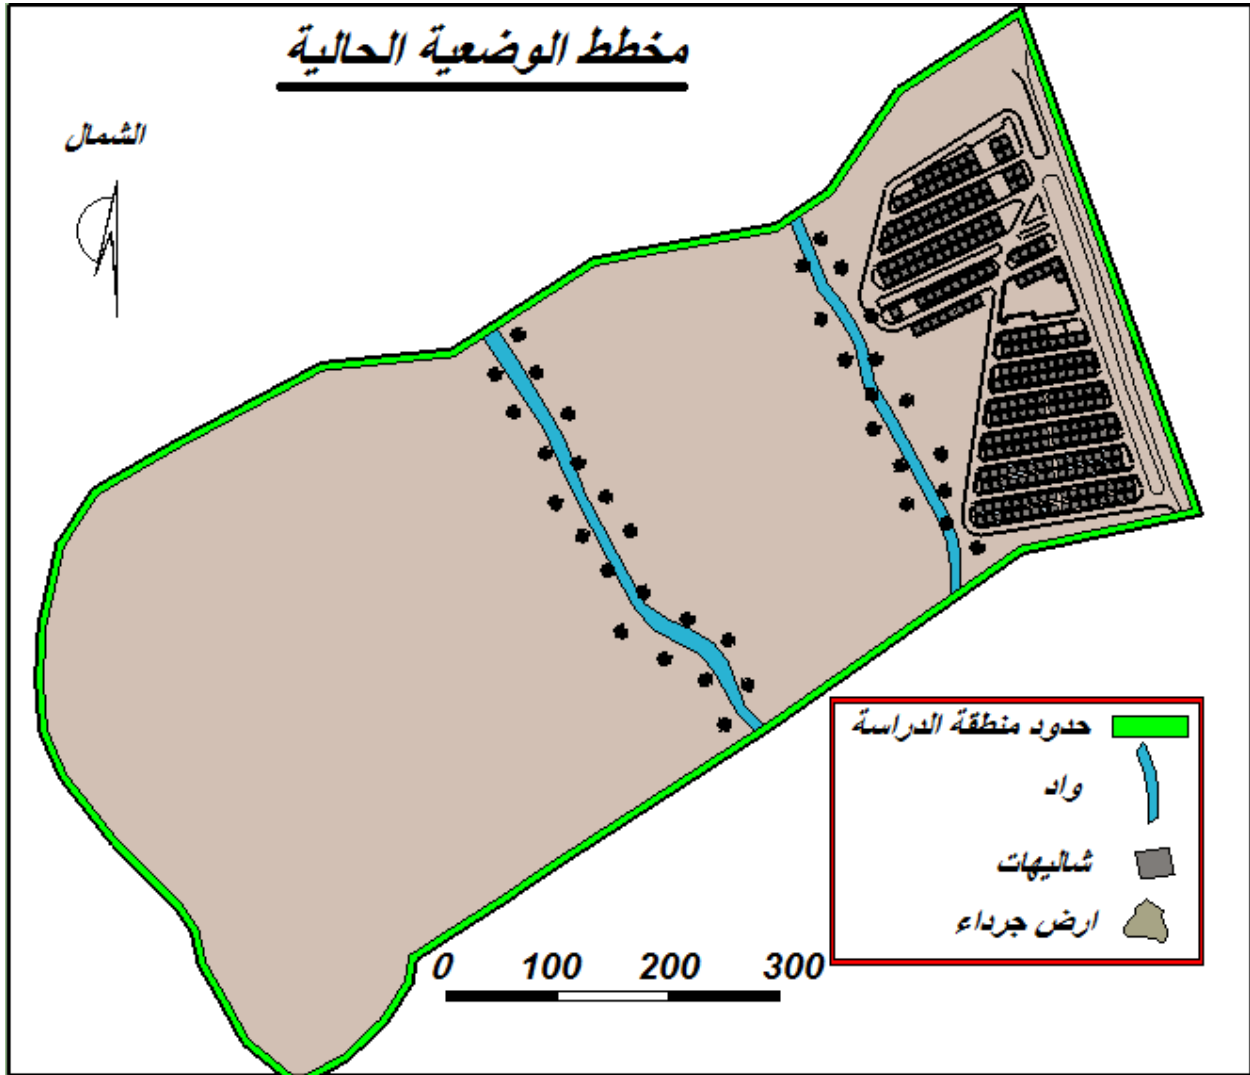 مخطط الوضعية الحالية
الشمال
حدود منطقة الدراسة
واد
شاليهات
ارض جرداء
0 100 200 300